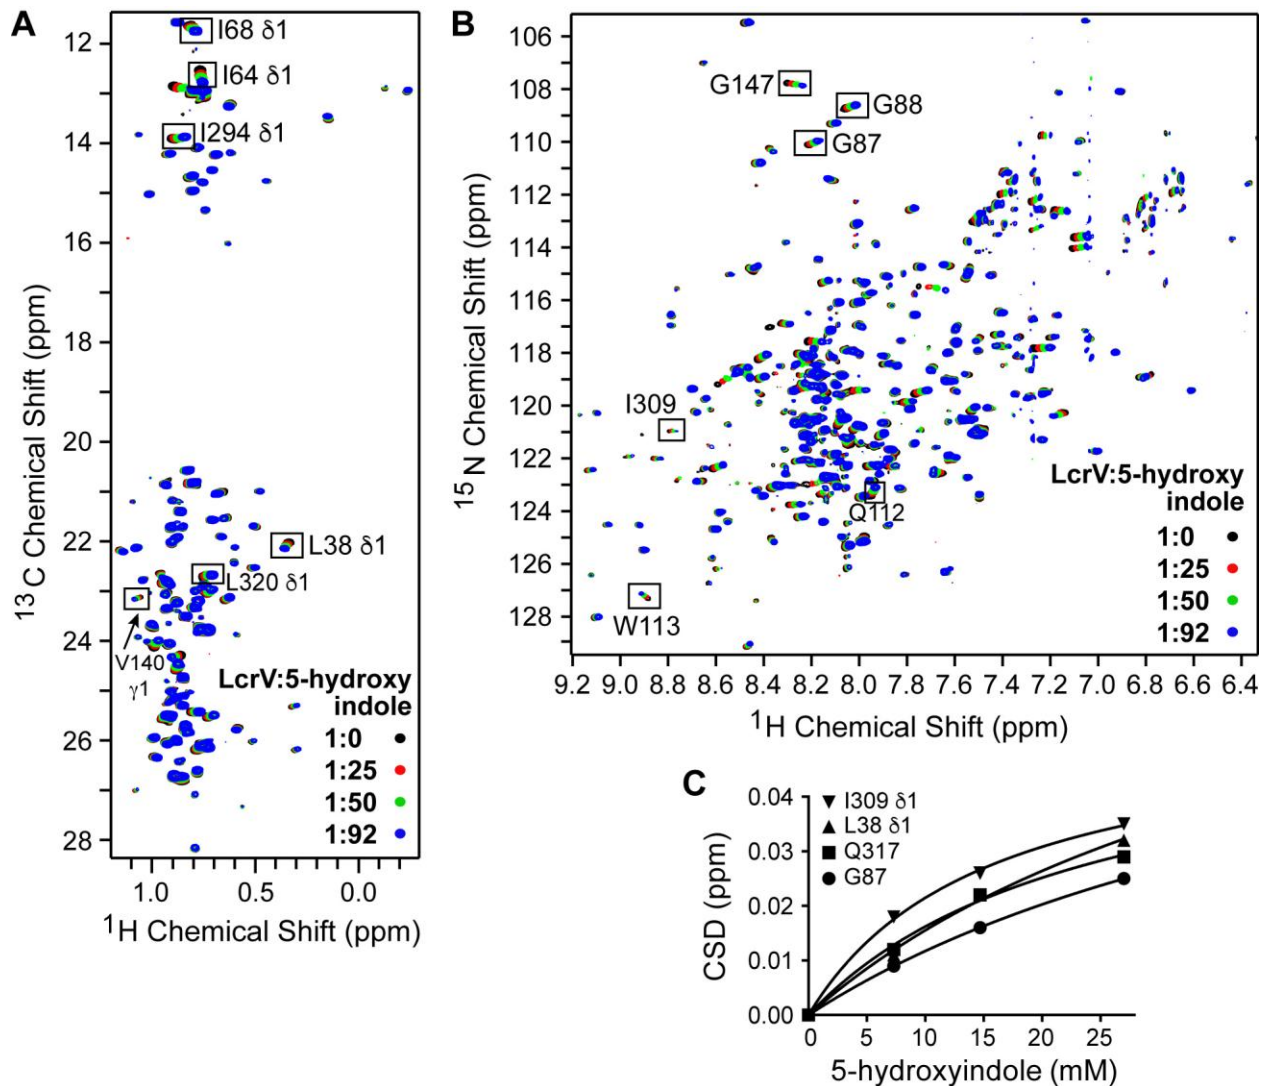 A
12
14
16
18
20
22
24
26
28
13C Chemical Shift (ppm)
I68 δ1
I64 δ1
I294 δ1
L38 δ1
L320 δ1
V140
γ1
LcrV:5-hydroxy
indole
1:0
1:25
1:50
1:92
1.0 0.5 0.0
1H Chemical Shift (ppm)
B
106
108
110
112
114
116
118
120
122
124
126
128
15N Chemical Shift (ppm)
G147
G88
G87
I309
Q112
W113
LcrV:5-hydroxy
indole
1:0
1:25
1:50
1:92
9.2 9.0 8.8 8.6 8.4 8.2 8.0 7.8 7.6 7.4 7.2 7.0 6.8 6.6 6.4
1H Chemical Shift (ppm)
C
0.04
0.03
0.02
0.01
0.00
CSD (ppm)
I309 δ1
L38 δ1
Q317
G87
0 5 10 15 20 25
5-hydroxyindole (mM)